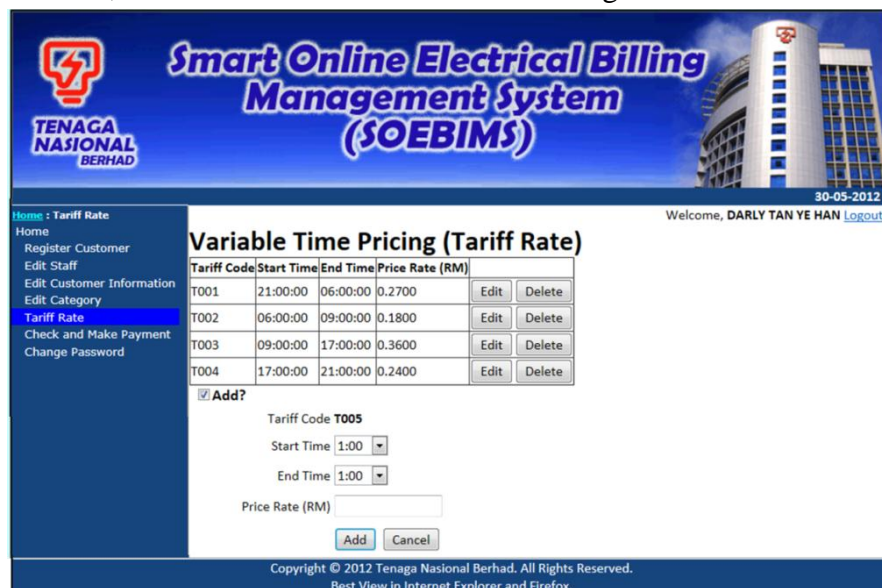 Smart Online Electrical Billing
Management System
(SOEBIMS)
TENAGA
NASIONAL
BERHAD
30-05-2012
Home : Tariff Rate
Welcome, DARLY TAN YE HAN Logout
Home
Register Customer
Edit Staff
Edit Customer Information
Edit Category
Tariff Rate
Check and Make Payment
Change Password
Variable Time Pricing (Tariff Rate)
Tariff Code Start Time End Time Price Rate (RM)
T001 21:00:00 06:00:00 0.2700 Edit Delete
T002 06:00:00 09:00:00 0.1800 Edit Delete
T003 09:00:00 17:00:00 0.3600 Edit Delete
T004 17:00:00 21:00:00 0.2400 Edit Delete
Add?
Tariff Code T005
Start Time 1:00
End Time 1:00
Price Rate (RM)
Add Cancel
Copyright © 2012 Tenaga Nasional Berhad. All Rights Reserved.
Best View in Internet Explorer and Firefox